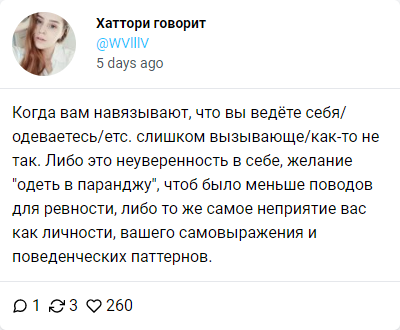 Хаттори говорит
@WVlllV
5 days ago
Когда вам навязывают, что вы ведёте себя/
одеваетесь/етс. слишком вызывающе/как-то не
так. Либо это неуверенность в себе, желание
"одеть в паранджу", чтоб было меньше поводов
для ревности, либо то же самое неприятие вас
как личности, вашего самовыражения и
поведенческих паттернов.
1 3 260